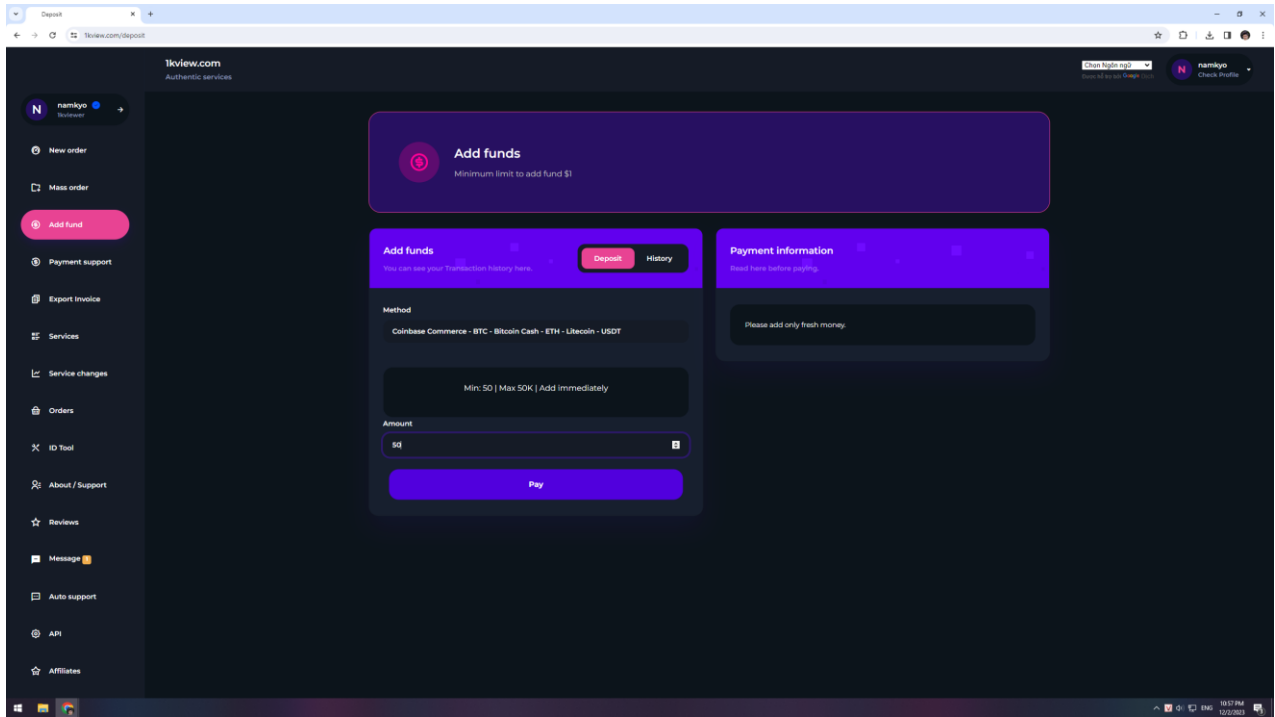 Deposit
1kview.com/deposit
1kview.com
Authentic services
Chọn Ngôn ngữ
Google Dịch
N
namkyo
Check Profile
N
namkyo
1kviewer
New order
Mass order
Add fund
Payment support
Export Invoice
Services
Service changes
Orders
ID Tool
About / Support
Reviews
Message
Auto support
API
Affiliates
Add funds
Minimum limit to add fund $1
Add funds
You can see your Transaction history here.
Deposit
History
Method
Coinbase Commerce - BTC - Bitcoin Cash - ETH - Litecoin - USDT
Min: 50 | Max 50K | Add immediately
Amount
50
Pay
Payment information
Read here before paying.
Please add only fresh money.
ENG
10:57 PM
12/2/2023